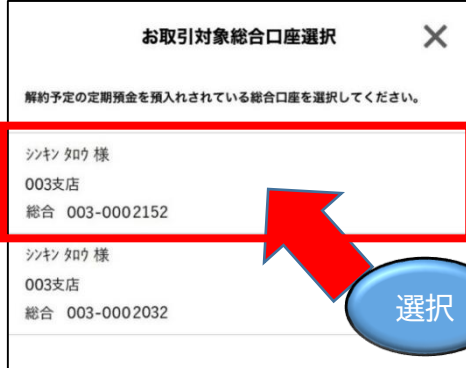 お取引対象総合口座選択 ×
解約予定の定期預金を預入れされている総合口座を選択してください。
シンキン タロウ 様
003支店
総合 003-0002152
シンキン タロウ 様
003支店
総合 003-0002032
選択